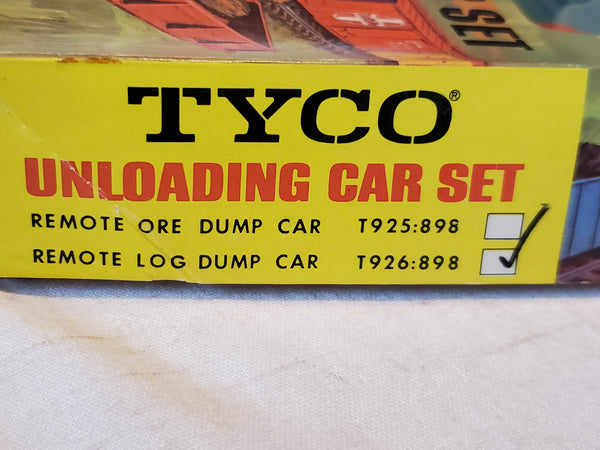 TYCO®
UNLOADING CAR SET
REMOTE ORE DUMP CAR T925:898
REMOTE LOG DUMP CAR T926:898